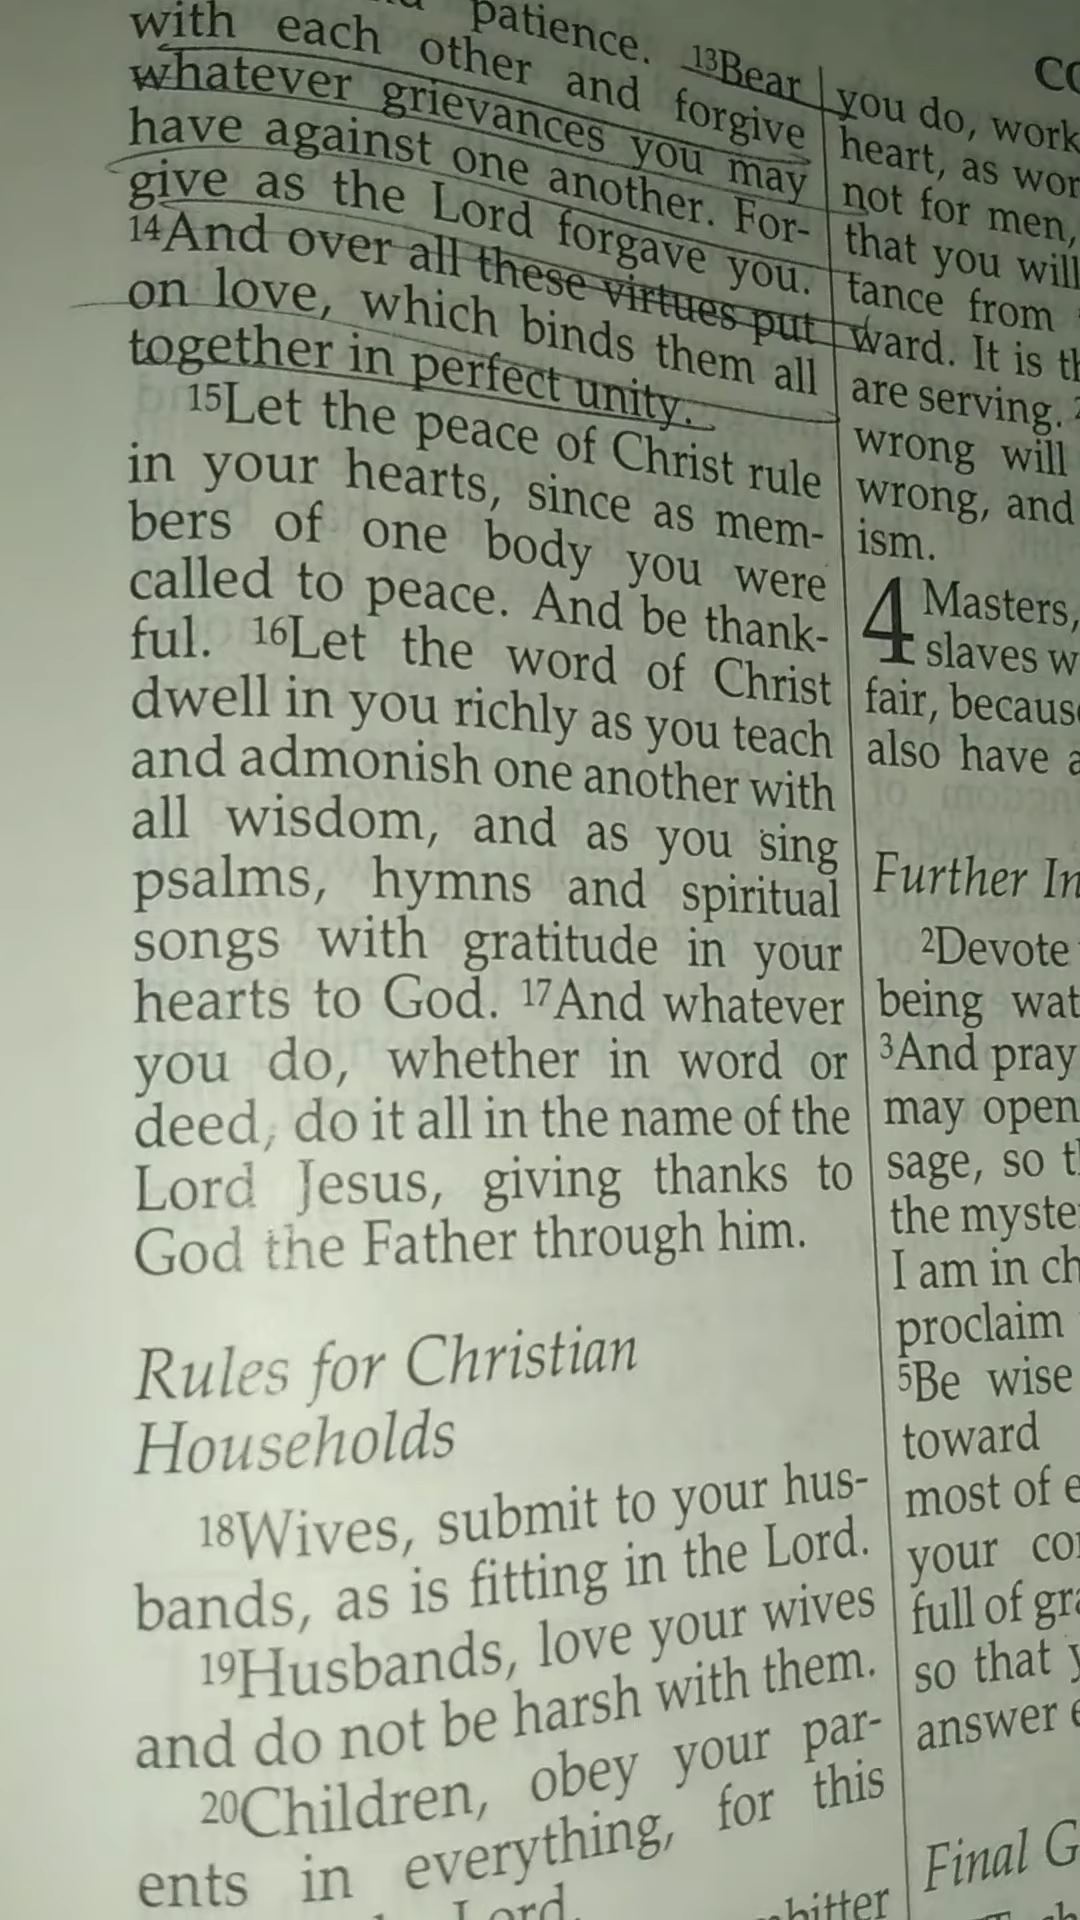 patience. 13Bear
with each other and forgive
whatever grievances you may
have against one another. For-
give as the Lord forgave you.
14And over all these virtues put
on love, which binds them all
together in perfect unity.
15Let the peace of Christ rule
in your hearts, since as mem-
bers of one body you were
called to peace. And be thank-
ful. 16Let the word of Christ
dwell in you richly as you teach
and admonish one another with
all wisdom, and as you sing
psalms, hymns and spiritual
songs with gratitude in your
hearts to God. 17And whatever
you do, whether in word or
deed, do it all in the name of the
Lord Jesus, giving thanks to
God the Father through him.
Rules for Christian
Households
18Wives, submit to your hus-
bands, as is fitting in the Lord.
19Husbands, love your wives
and do not be harsh with them.
20Children, obey your par-
ents in everything, for this
Lord.
CO
you do, work
heart, as wor
not for men,
that you will
tance from
ward. It is th
are serving.
wrong will
wrong, and
ism.
4 Masters,
slaves w
fair, because
also have a
Further In
2Devote
being wat
3And pray
may open
sage, so th
the myste
I am in ch
proclaim
5Be wise
toward
most of e
your co
full of gra
so that y
answer e
Final G